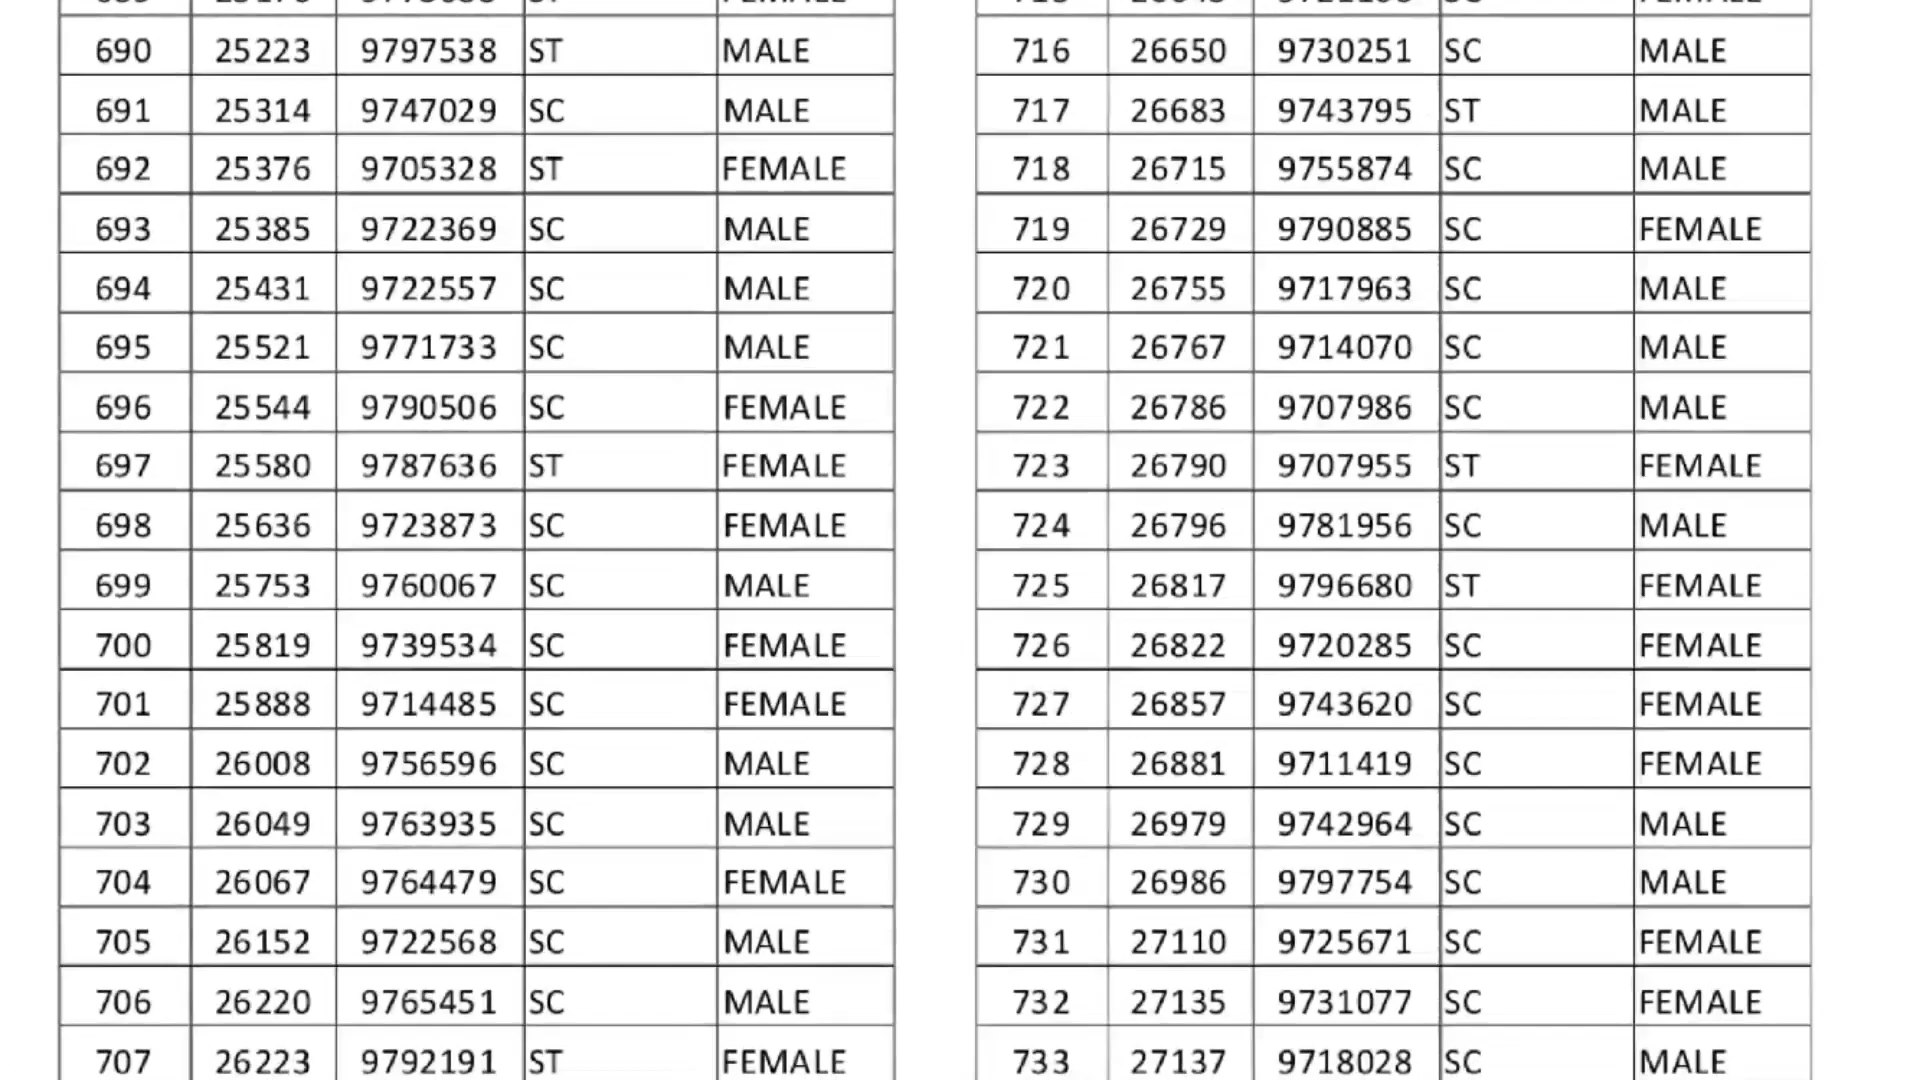 690 25223 9797538 ST MALE
691 25314 9747029 SC MALE
692 25376 9705328 ST FEMALE
693 25385 9722369 SC MALE
694 25431 9722557 SC MALE
695 25521 9771733 SC MALE
696 25544 9790506 SC FEMALE
697 25580 9787636 ST FEMALE
698 25636 9723873 SC FEMALE
699 25753 9760067 SC MALE
700 25819 9739534 SC FEMALE
701 25888 9714485 SC FEMALE
702 26008 9756596 SC MALE
703 26049 9763935 SC MALE
704 26067 9764479 SC FEMALE
705 26152 9722568 SC MALE
706 26220 9765451 SC MALE
707 26223 9792191 ST FEMALE
716 26650 9730251 SC MALE
717 26683 9743795 ST MALE
718 26715 9755874 SC MALE
719 26729 9790885 SC FEMALE
720 26755 9717963 SC MALE
721 26767 9714070 SC MALE
722 26786 9707986 SC MALE
723 26790 9707955 ST FEMALE
724 26796 9781956 SC MALE
725 26817 9796680 ST FEMALE
726 26822 9720285 SC FEMALE
727 26857 9743620 SC FEMALE
728 26881 9711419 SC FEMALE
729 26979 9742964 SC MALE
730 26986 9797754 SC MALE
731 27110 9725671 SC FEMALE
732 27135 9731077 SC FEMALE
733 27137 9718028 SC MALE